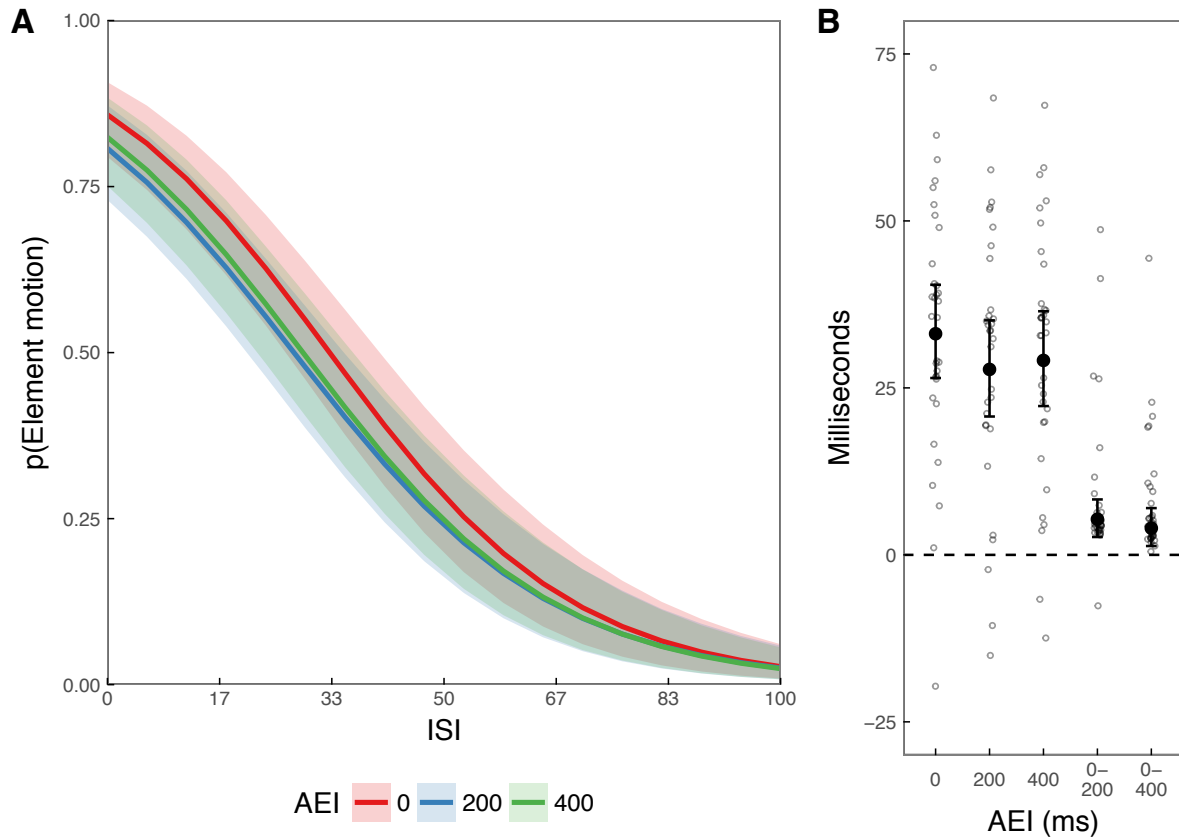 A
p(Element motion)
1.00
0.75
0.50
0.25
0.00
0 17 33 50 67 83 100
ISI
AEI 0 200 400
B
Milliseconds
75
50
25
0
−25
0 200 400 0− 0−
200 400
AEI (ms)